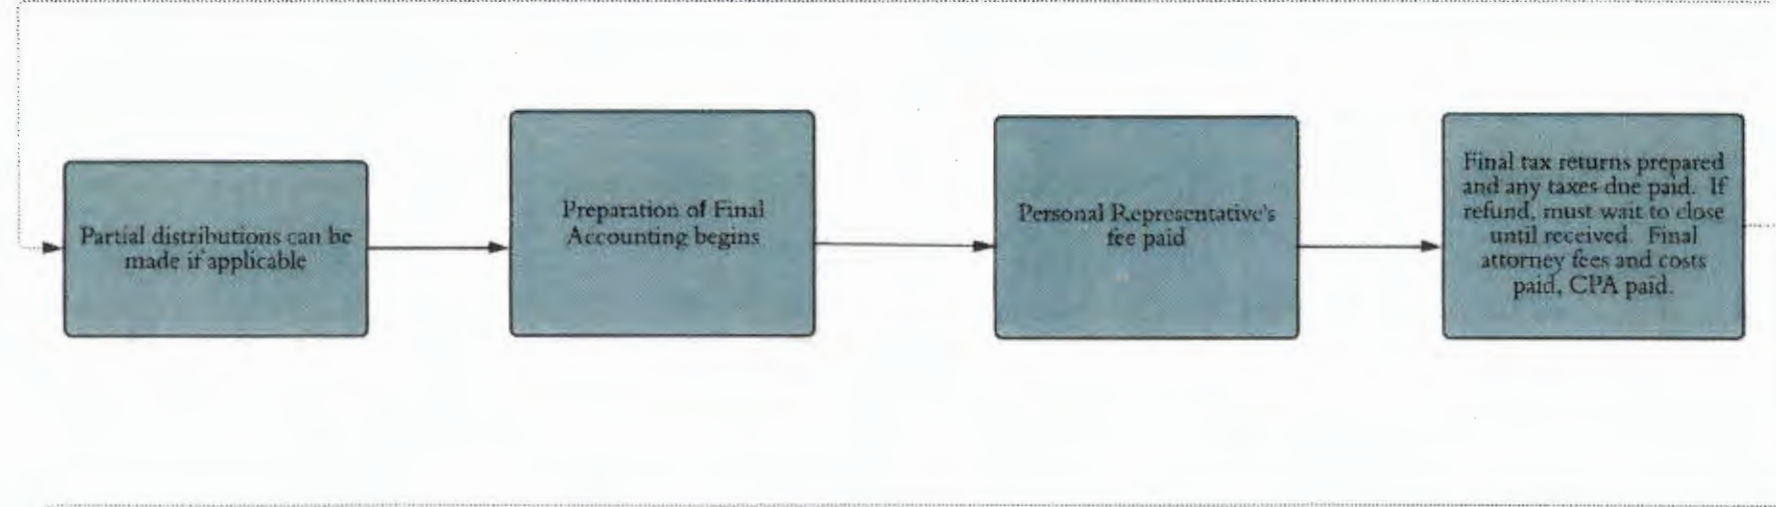 Partial distributions can be
made if applicable
Preparation of Final
Accounting begins
Personal Representative's
fee paid
Final tax returns prepared
and any taxes due paid. If
refund, must wait to close
until received. Final
attorney fees and costs
paid, CPA paid.